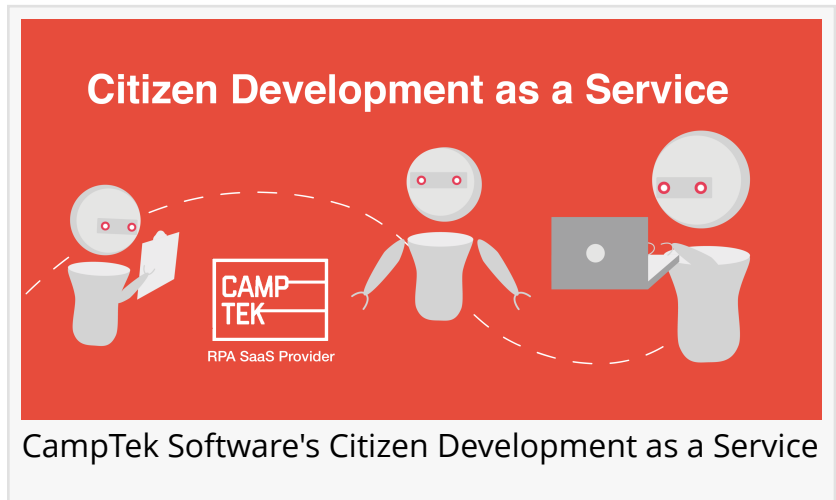 Citizen Development as a Service
CAMP
TEK
RPA SaaS Provider
CampTek Software's Citizen Development as a Service